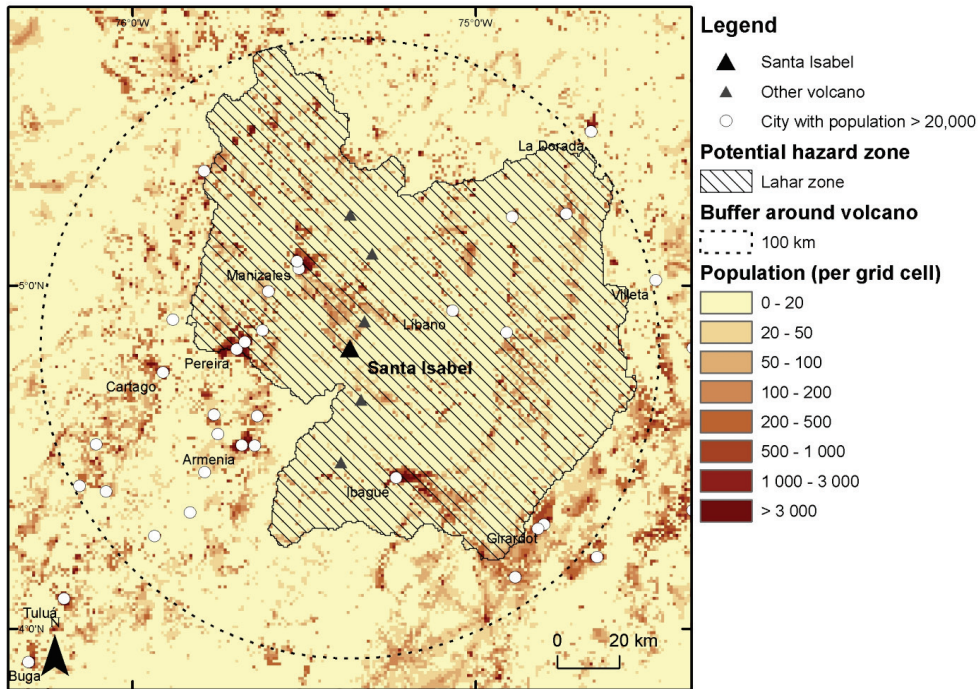 76°0'W
75°0'W
La Dorada
Manizales
5°0'N
Villeta
Libano
Pereira
Santa Isabel
Cartago
Armenia
Ibague
Girardot
Tuluá
N
4°0'N
0 20 km
Buga
Legend
Santa Isabel
Other volcano
City with population > 20,000
Potential hazard zone
Lahar zone
Buffer around volcano
100 km
Population (per grid cell)
0 - 20
20 - 50
50 - 100
100 - 200
200 - 500
500 - 1 000
1 000 - 3 000
> 3 000